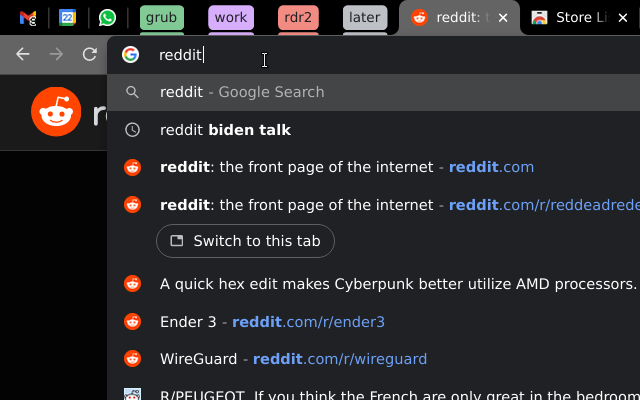 grub work rdr2 later reddit: t Store Li
reddit
reddit - Google Search
reddit biden talk
reddit: the front page of the internet - reddit.com
reddit: the front page of the internet - reddit.com/r/reddeadrede
Switch to this tab
A quick hex edit makes Cyberpunk better utilize AMD processors.
Ender 3 - reddit.com/r/ender3
WireGuard - reddit.com/r/wireguard
R/PEUGEOT. If you think the French are only great in the bedroom